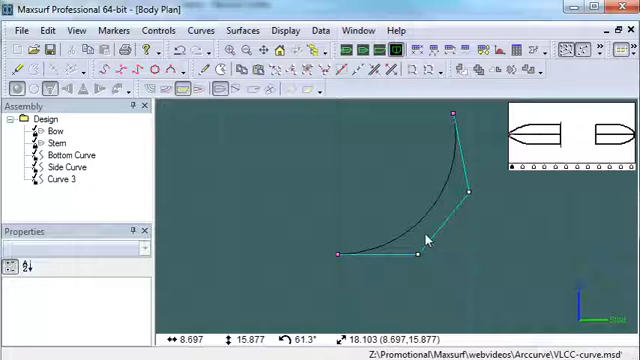 Maxsurf Professional 64-bit - [Body Plan]
File Edit View Markers Controls Curves Surfaces Display Data Window Help
Assembly
Design
Bow
Stem
Bottom Curve
Side Curve
Curve 3
Properties
8.697 15.877 61.3° 18.103 (8.697,15.877)
Z:\Promotional\Maxsurf\webvideos\Arccurve\VLCC-curve.msd